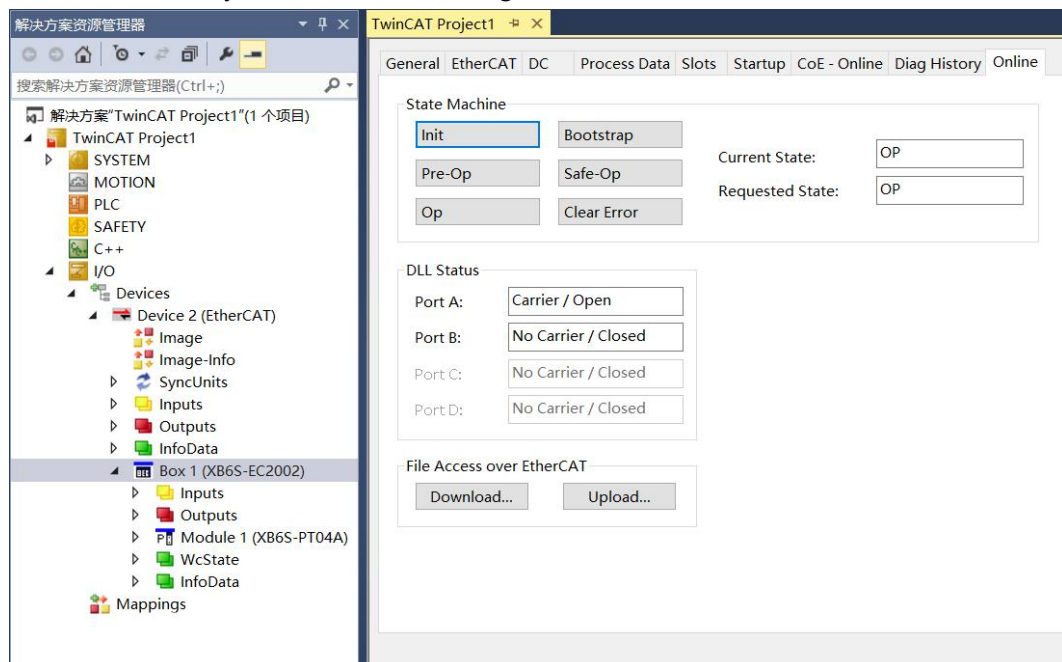 解决方案资源管理器
搜索解决方案资源管理器(Ctrl+;)
解决方案"TwinCAT Project1"(1 个项目)
TwinCAT Project1
SYSTEM
MOTION
PLC
SAFETY
C++
I/O
Devices
Device 2 (EtherCAT)
Image
Image-Info
SyncUnits
Inputs
Outputs
InfoData
Box 1 (XB6S-EC2002)
Inputs
Outputs
Module 1 (XB6S-PT04A)
WcState
InfoData
Mappings
TwinCAT Project1
General EtherCAT DC Process Data Slots Startup CoE - Online Diag History Online
State Machine
Init Bootstrap
Pre-Op Safe-Op
Op Clear Error
Current State: OP
Requested State: OP
DLL Status
Port A: Carrier / Open
Port B: No Carrier / Closed
Port C: No Carrier / Closed
Port D: No Carrier / Closed
File Access over EtherCAT
Download... Upload...